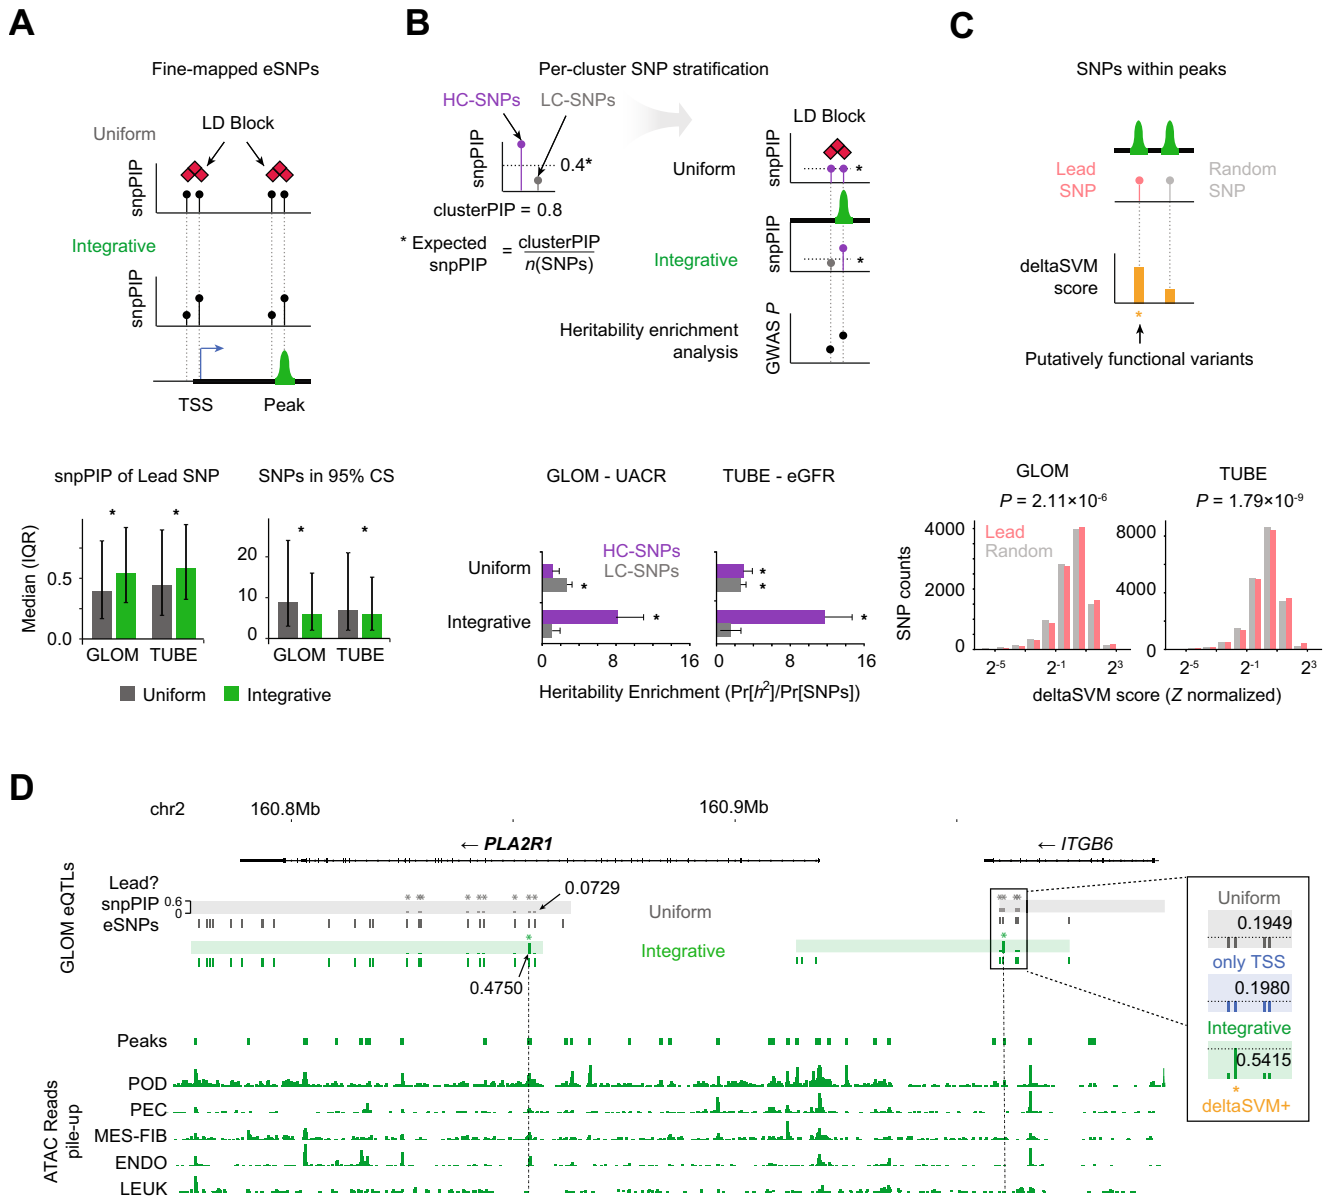 A
Fine-mapped eSNPs
Uniform
LD Block
snpPIP
Integrative
snpPIP
TSS
Peak
snpPIP of Lead SNP
SNPs in 95% CS
Median (IQR)
0.5
0.0
*
*
GLOM TUBE
20
10
0
*
*
GLOM TUBE
Uniform
Integrative
B
Per-cluster SNP stratification
HC-SNPs
LC-SNPs
snpPIP
0.4*
clusterPIP = 0.8
* Expected snpPIP = clusterPIP / n(SNPs)
LD Block
Uniform
snpPIP
*
Integrative
snpPIP
*
Heritability enrichment
analysis
GWAS P
GLOM - UACR
TUBE - eGFR
HC-SNPs
LC-SNPs
Uniform
*
*
*
Integrative
*
*
0 8 16
0 8 16
Heritability Enrichment (Pr[h²]/Pr[SNPs])
C
SNPs within peaks
Lead
SNP
Random
SNP
deltaSVM
score
*
Putatively functional variants
GLOM
P = 2.11×10⁻⁶
TUBE
P = 1.79×10⁻⁹
SNP counts
4000
2000
0
Lead
Random
8000
4000
0
2⁻⁵ 2⁻¹ 2³
2⁻⁵ 2⁻¹ 2³
deltaSVM score (Z normalized)
D
chr2
160.8Mb
160.9Mb
← PLA2R1
← ITGB6
GLOM eQTLs
Lead?
snpPIP
0.6
0
eSNPs
* ** * ** * **
0.0729
Uniform
** **
*
Integrative
*
0.4750
Uniform
0.1949
only TSS
0.1980
Integrative
0.5415
*
deltaSVM+
Peaks
ATAC Reads
pile-up
POD
PEC
MES-FIB
ENDO
LEUK